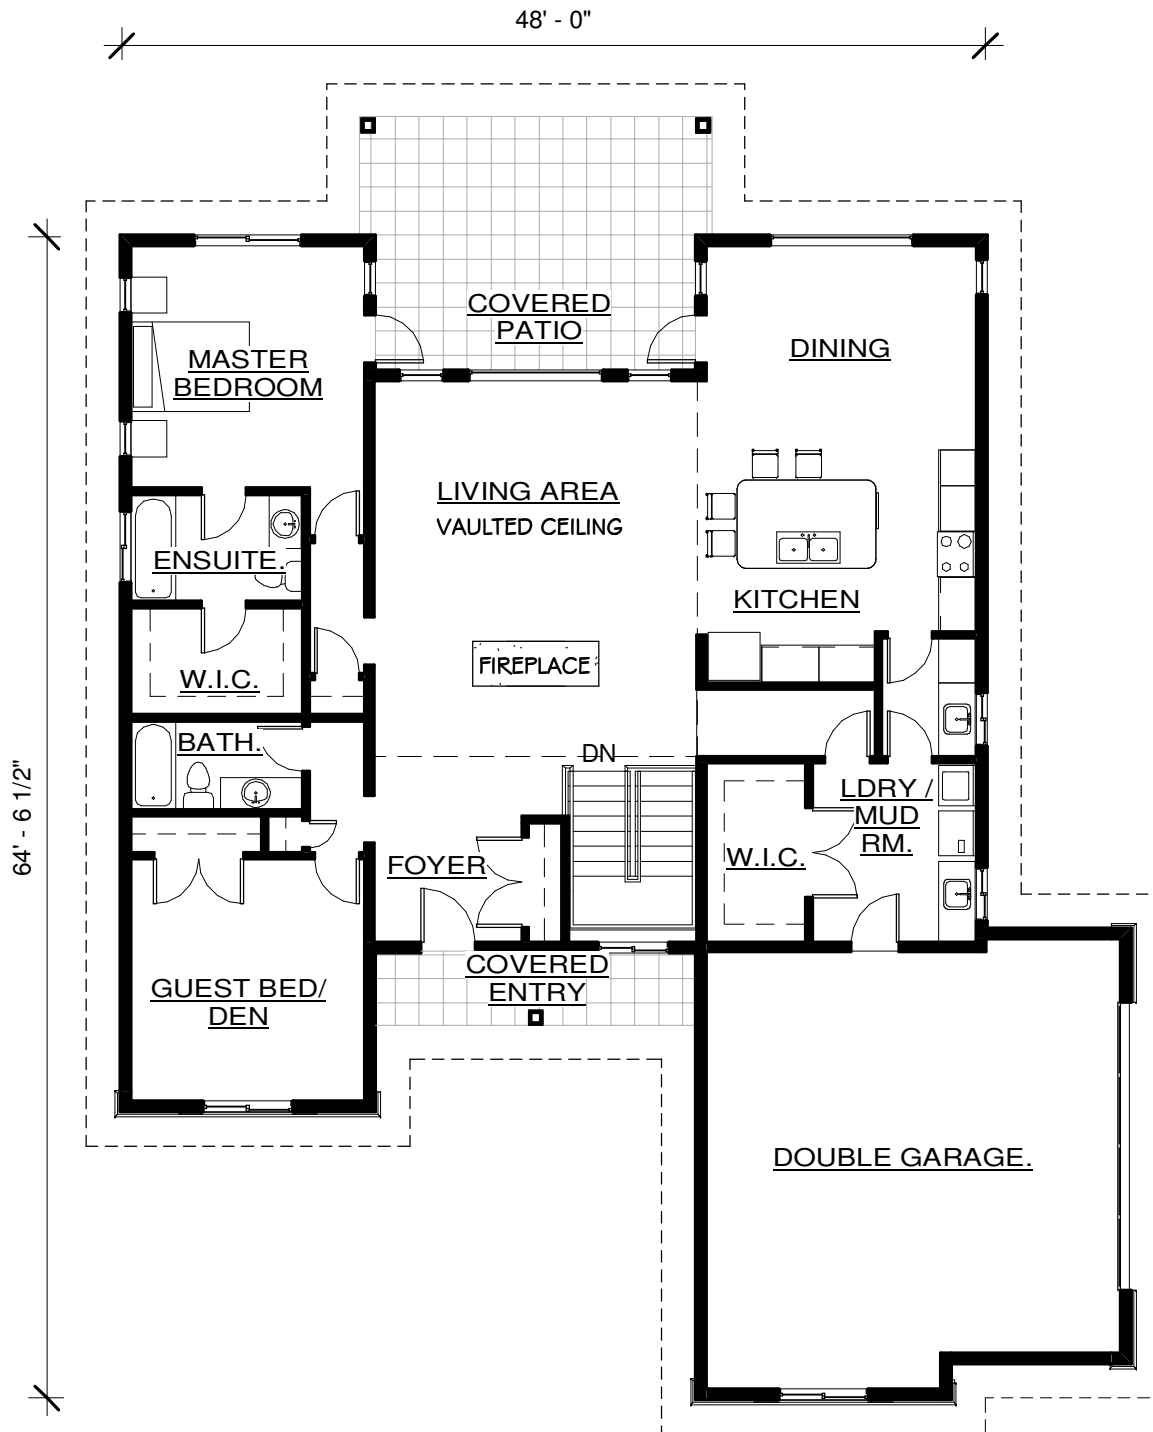 48' - 0"
COVERED
PATIO
DINING
MASTER
BEDROOM
LIVING AREA
VAULTED CEILING
ENSUITE.
KITCHEN
FIREPLACE
W.I.C.
BATH.
DN
64' - 6 1/2"
LDRY /
MUD
RM.
W.I.C.
FOYER
COVERED
ENTRY
GUEST BED/
DEN
DOUBLE GARAGE.